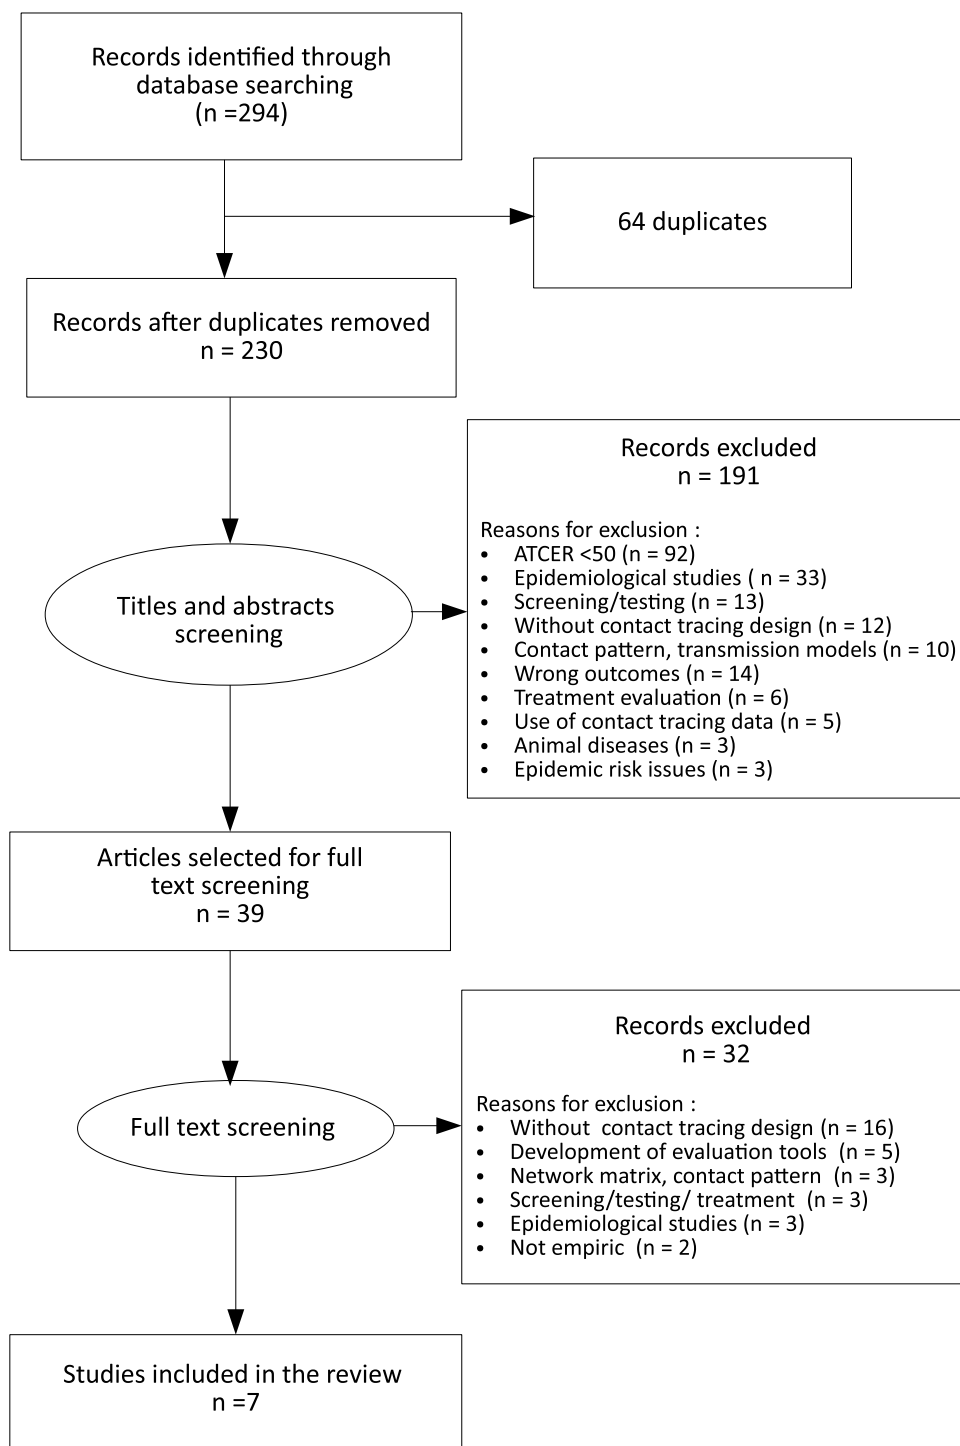 Records identified through
database searching
(n =294)
64 duplicates
Records after duplicates removed
n = 230
Records excluded
n = 191
Reasons for exclusion :
• ATCER <50 (n = 92)
• Epidemiological studies ( n = 33)
• Screening/testing (n = 13)
• Without contact tracing design (n = 12)
• Contact pattern, transmission models (n = 10)
• Wrong outcomes (n = 14)
• Treatment evaluation (n = 6)
• Use of contact tracing data (n = 5)
• Animal diseases (n = 3)
• Epidemic risk issues (n = 3)
Titles and abstracts
screening
Articles selected for full
text screening
n = 39
Records excluded
n = 32
Reasons for exclusion :
• Without  contact tracing design (n = 16)
• Development of evaluation tools  (n = 5)
• Network matrix, contact pattern  (n = 3)
• Screening/testing/ treatment  (n = 3)
• Epidemiological studies (n = 3)
• Not empiric  (n = 2)
Full text screening
Studies included in the review
n =7